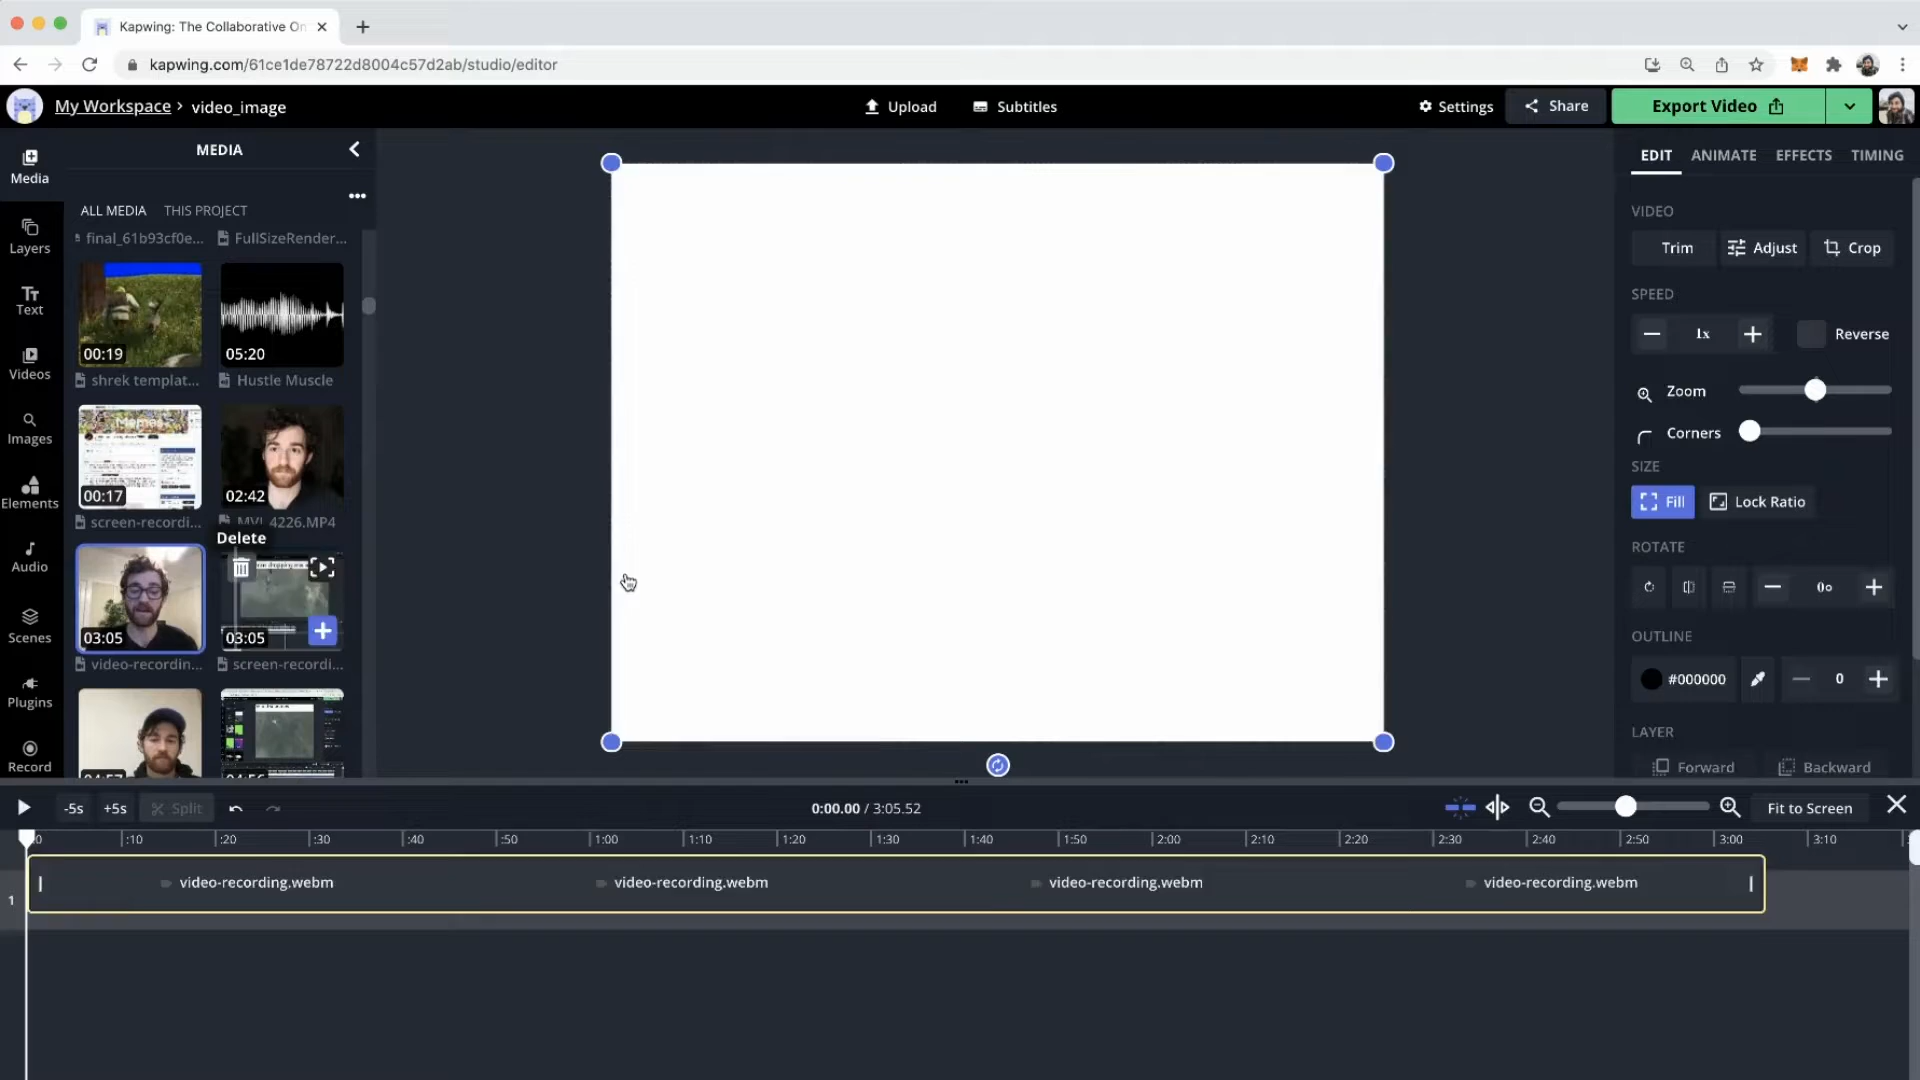 Kapwing: The Collaborative On
kapwing.com/61ce1de78722d8004c57d2ab/studio/editor
My Workspace > video_image
Upload
Subtitles
Settings
Share
Export Video
MEDIA
ALL MEDIA
THIS PROJECT
final_61b93cf0e...
FullSizeRender...
00:19
05:20
shrek templat...
Hustle Muscle
Memes
00:17
02:42
screen-recordi...
MVI_4226.MP4
Delete
03:05
03:05
video-recordin...
screen-recordi...
Media
Layers
Text
Videos
Images
Elements
Audio
Scenes
Plugins
Record
EDIT
ANIMATE
EFFECTS
TIMING
VIDEO
Trim
Adjust
Crop
SPEED
1x
Reverse
Zoom
Corners
SIZE
Fill
Lock Ratio
ROTATE
0°
OUTLINE
#000000
0
LAYER
Forward
Backward
-5s
+5s
Split
0:00.00 / 3:05.52
Fit to Screen
:0 :10 :20 :30 :40 :50 1:00 1:10 1:20 1:30 1:40 1:50 2:00 2:10 2:20 2:30 2:40 2:50 3:00 3:10
1
video-recording.webm video-recording.webm video-recording.webm video-recording.webm